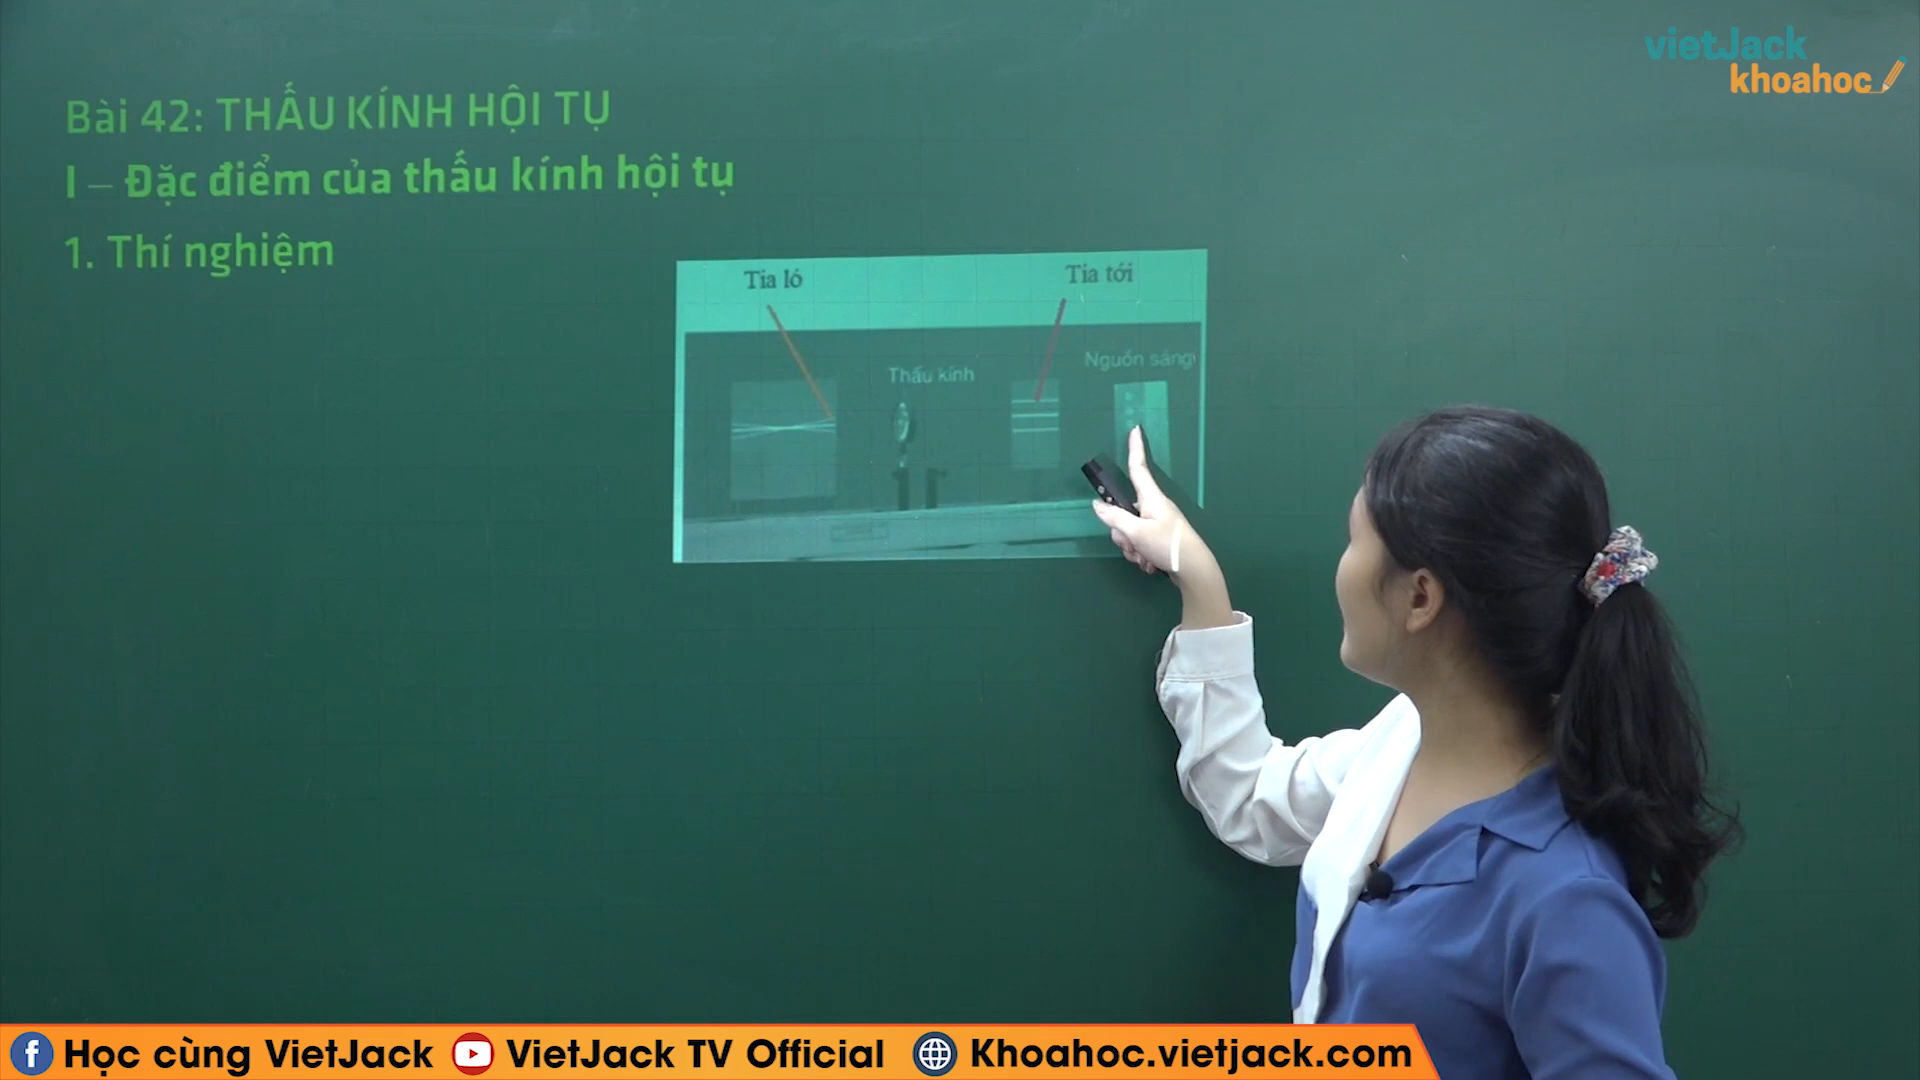 vietJack
khoahoc
Bài 42: THẤU KÍNH HỘI TỤ
I – Đặc điểm của thấu kính hội tụ
1. Thí nghiệm
Tia ló
Tia tới
Thấu kính
Nguồn sáng
Học cùng VietJack
VietJack TV Official
Khoahoc.vietjack.com